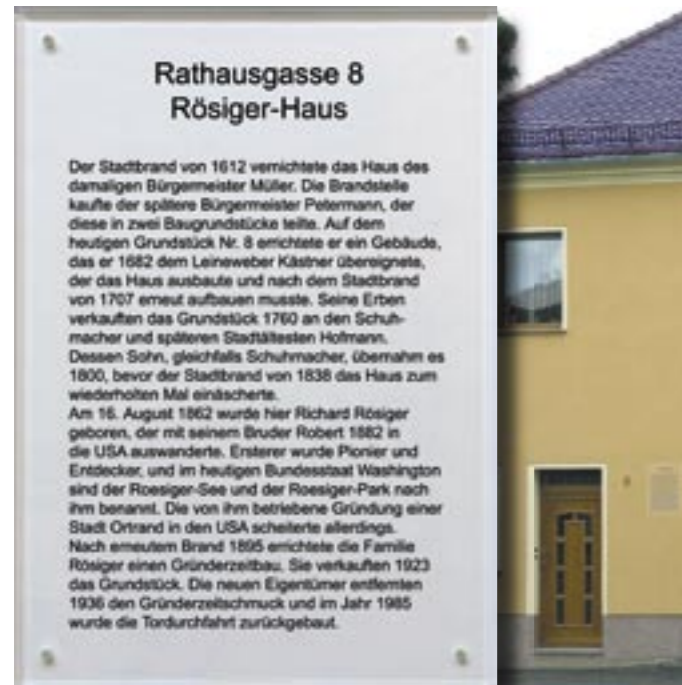 Rathausgasse 8
Rösiger-Haus
Der Stadtbrand von 1612 vernichtete das Haus des
damaligen Bürgermeister Müller. Die Brandstelle
kaufte der spätere Bürgermeister Petermann, der
diese in zwei Baugrundstücke teilte. Auf dem
heutigen Grundstück Nr. 8 errichtete er ein Gebäude,
das er 1682 dem Leineweber Kästner übereignete,
der das Haus ausbaute und nach dem Stadtbrand
von 1707 erneut aufbauen musste. Seine Erben
verkauften das Grundstück 1760 an den Schuh-
macher und späteren Stadtältesten Hofmann.
Dessen Sohn, gleichfalls Schuhmacher, übernahm es
1800, bevor der Stadtbrand von 1838 das Haus zum
wiederholten Mal einäscherte.
Am 16. August 1862 wurde hier Richard Rösiger
geboren, der mit seinem Bruder Robert 1882 in
die USA auswanderte. Ersterer wurde Pionier und
Entdecker, und im heutigen Bundesstaat Washington
sind der Roesiger-See und der Roesiger-Park nach
ihm benannt. Die von ihm betriebene Gründung einer
Stadt Ortrand in den USA scheiterte allerdings.
Nach erneutem Brand 1895 errichtete die Familie
Rösiger einen Gründerzeitbau. Sie verkauften 1923
das Grundstück. Die neuen Eigentümer entfernten
1936 den Gründerzeitschmuck und im Jahr 1985
wurde die Tordurchfahrt zurückgebaut.